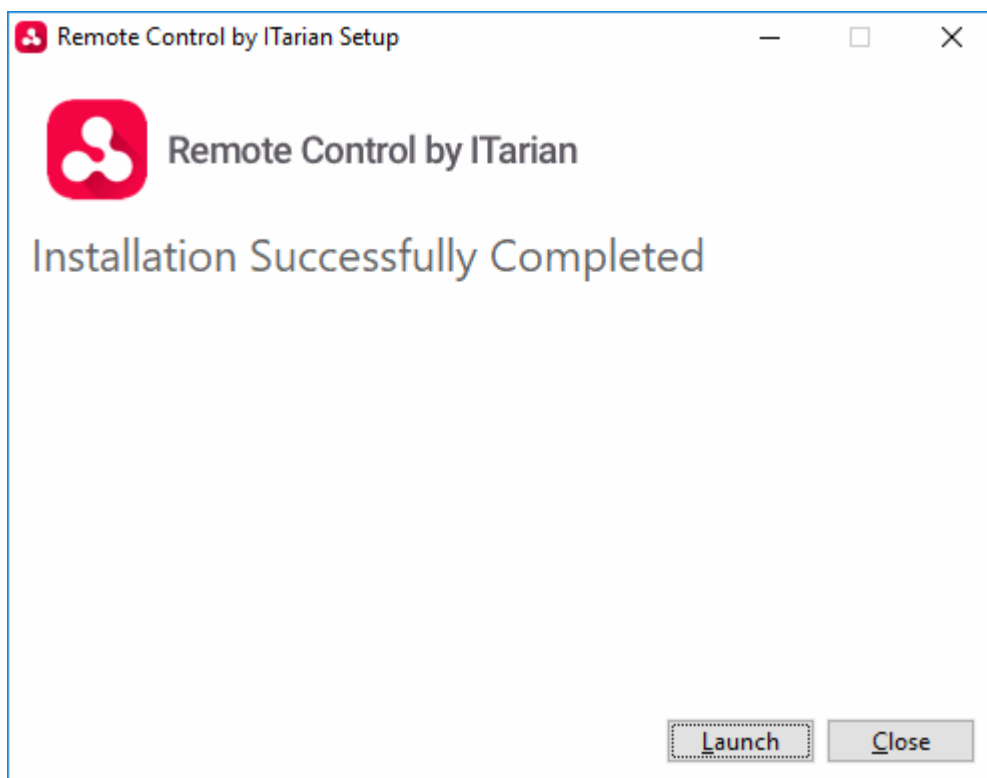 Remote Control by ITarian Setup
Remote Control by ITarian
Installation Successfully Completed
Launch Close